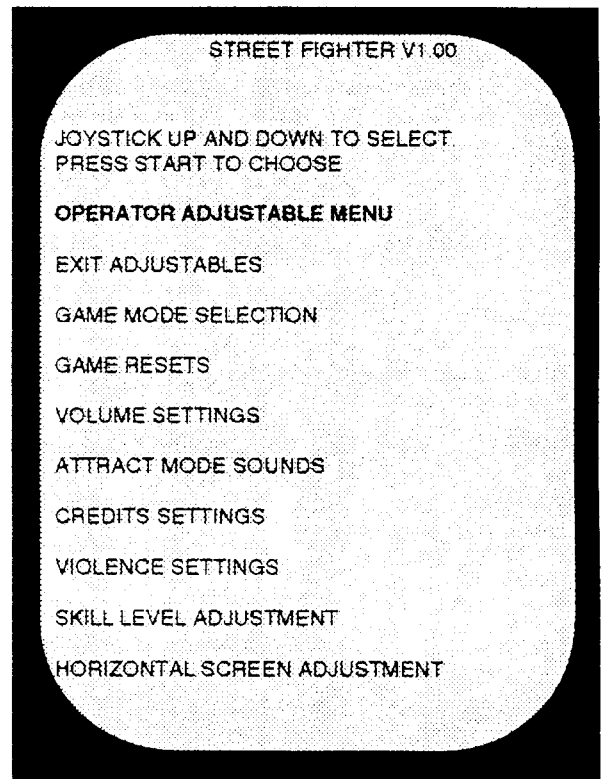 STREET FIGHTER V1.00
JOYSTICK UP AND DOWN TO SELECT.
PRESS START TO CHOOSE
OPERATOR ADJUSTABLE MENU
EXIT ADJUSTABLES
GAME MODE SELECTION
GAME RESETS
VOLUME SETTINGS
ATTRACT MODE SOUNDS
CREDITS SETTINGS
VIOLENCE SETTINGS
SKILL LEVEL ADJUSTMENT
HORIZONTAL SCREEN ADJUSTMENT